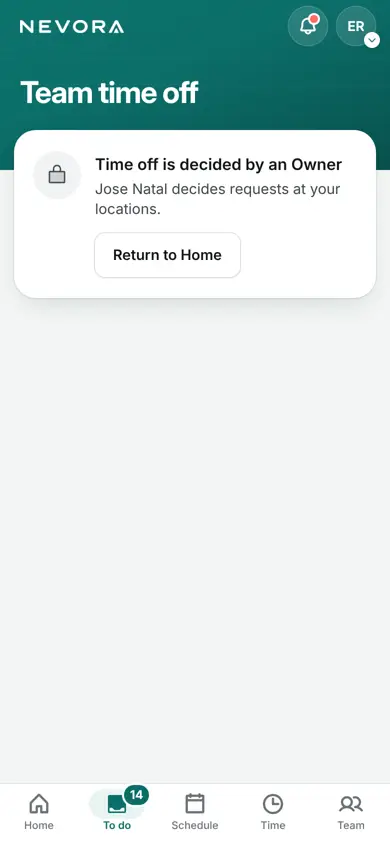 NEVORA
ER
Team time off
Time off is decided by an Owner
Jose Natal decides requests at your
locations.
Return to Home
14
Home
To do
Schedule
Time
Team